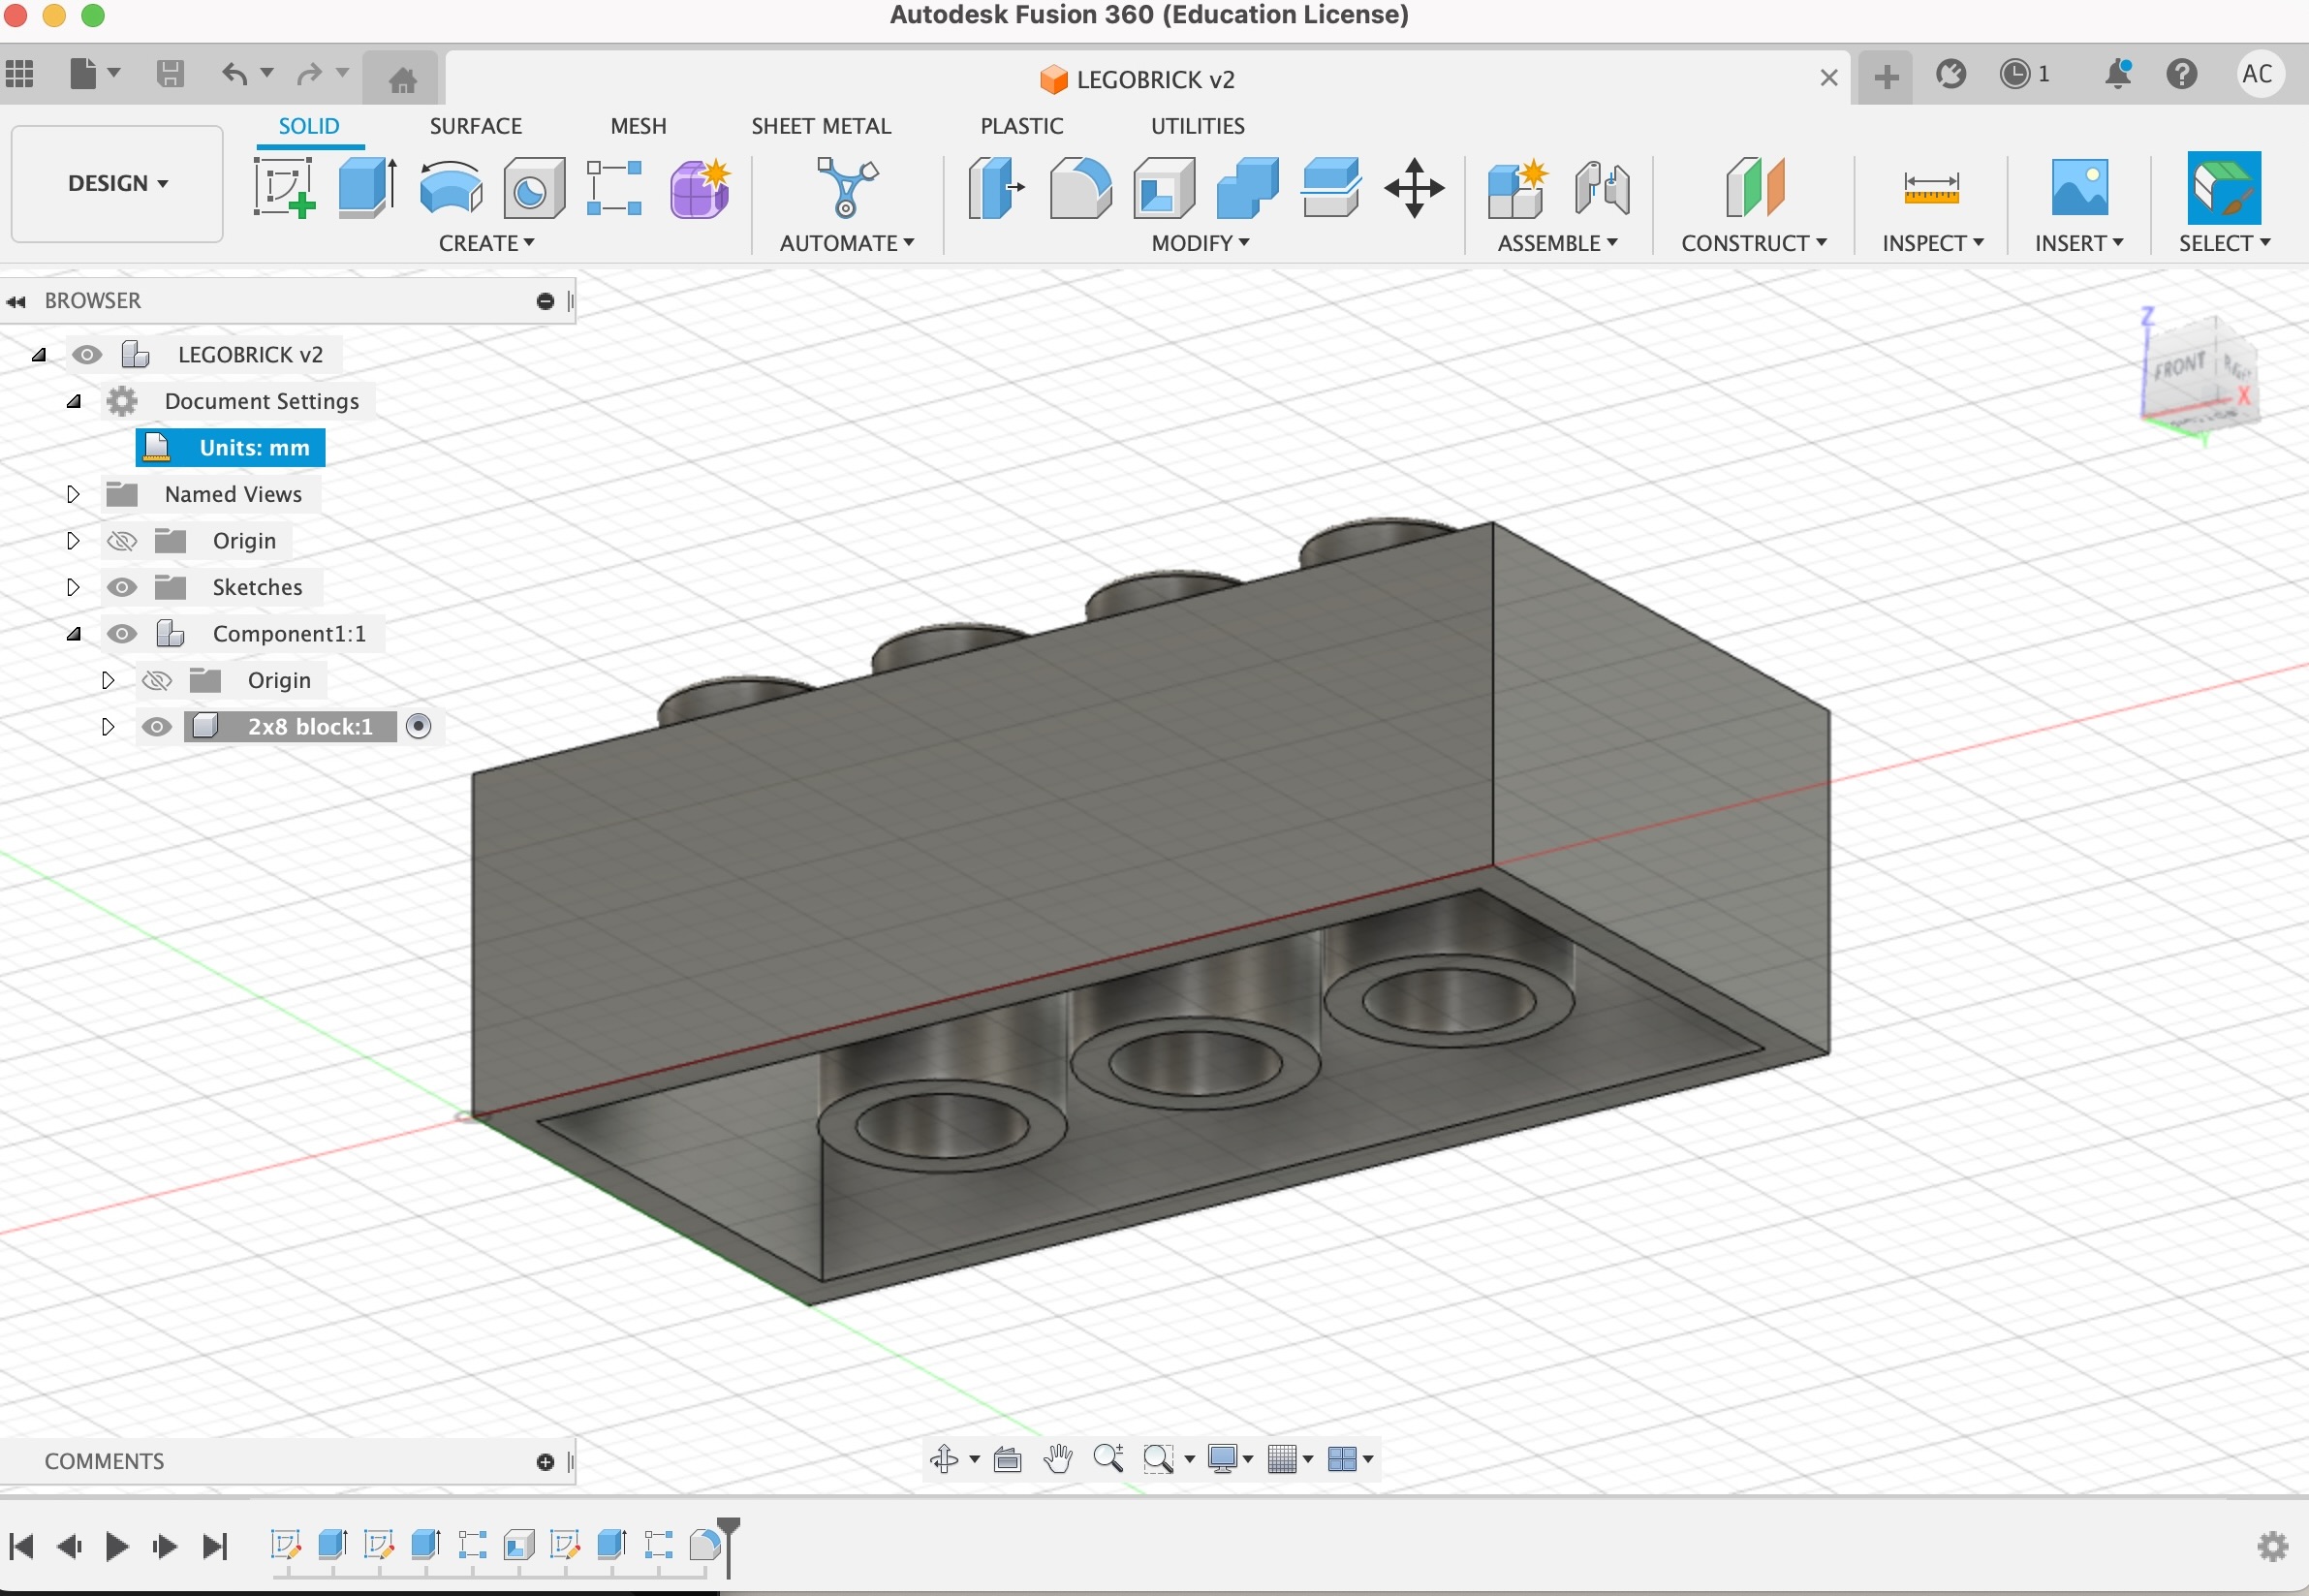 Autodesk Fusion 360 (Education License)
LEGOBRICK v2
1
AC
DESIGN
SOLID
SURFACE
MESH
SHEET METAL
PLASTIC
UTILITIES
CREATE
AUTOMATE
MODIFY
ASSEMBLE
CONSTRUCT
INSPECT
INSERT
SELECT
BROWSER
LEGOBRICK v2
Document Settings
Units: mm
Named Views
Origin
Sketches
Component1:1
Origin
2x8 block:1
Z
FRONT
RIGHT
X
Y
COMMENTS